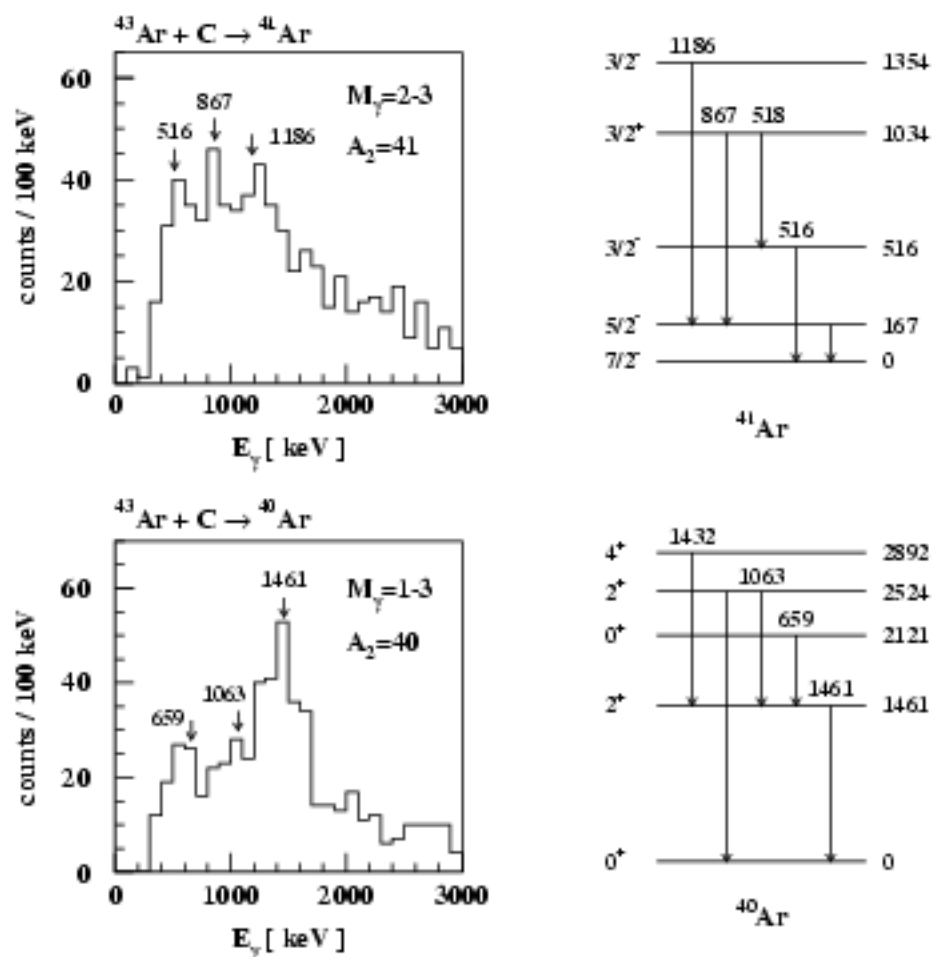 ⁴³Ar + C → ⁴¹Ar
M_γ=2-3
A₂=41
516
867
1186
60
40
20
0
0
1000
2000
3000
counts / 100 keV
E_γ [ keV ]
3/2⁻ 1186 1354
3/2⁺ 867 518 1034
3/2⁻ 516 516
5/2⁻ 167
7/2⁻ 0
⁴¹Ar
⁴³Ar + C → ⁴⁰Ar
M_γ=1-3
A₂=40
659
1063
1461
60
40
20
0
0
1000
2000
3000
counts / 100 keV
E_γ [ keV ]
4⁺ 1432 2892
2⁺ 1063 2524
0⁺ 659 2121
2⁺ 1461 1461
0⁺ 0
⁴⁰Ar